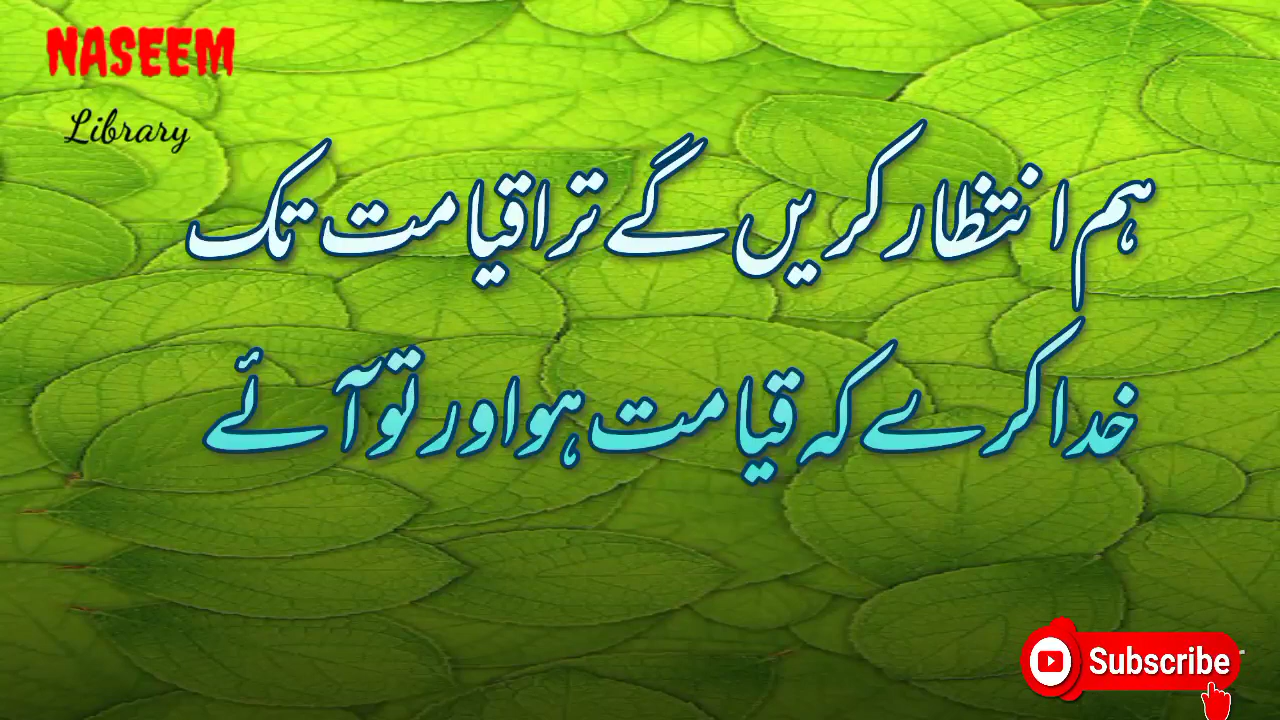 NASEEM
Library
ہم انتظار کریں گے ترا قیامت تک
خدا کرے کہ قیامت ہو اور تو آئے
Subscribe